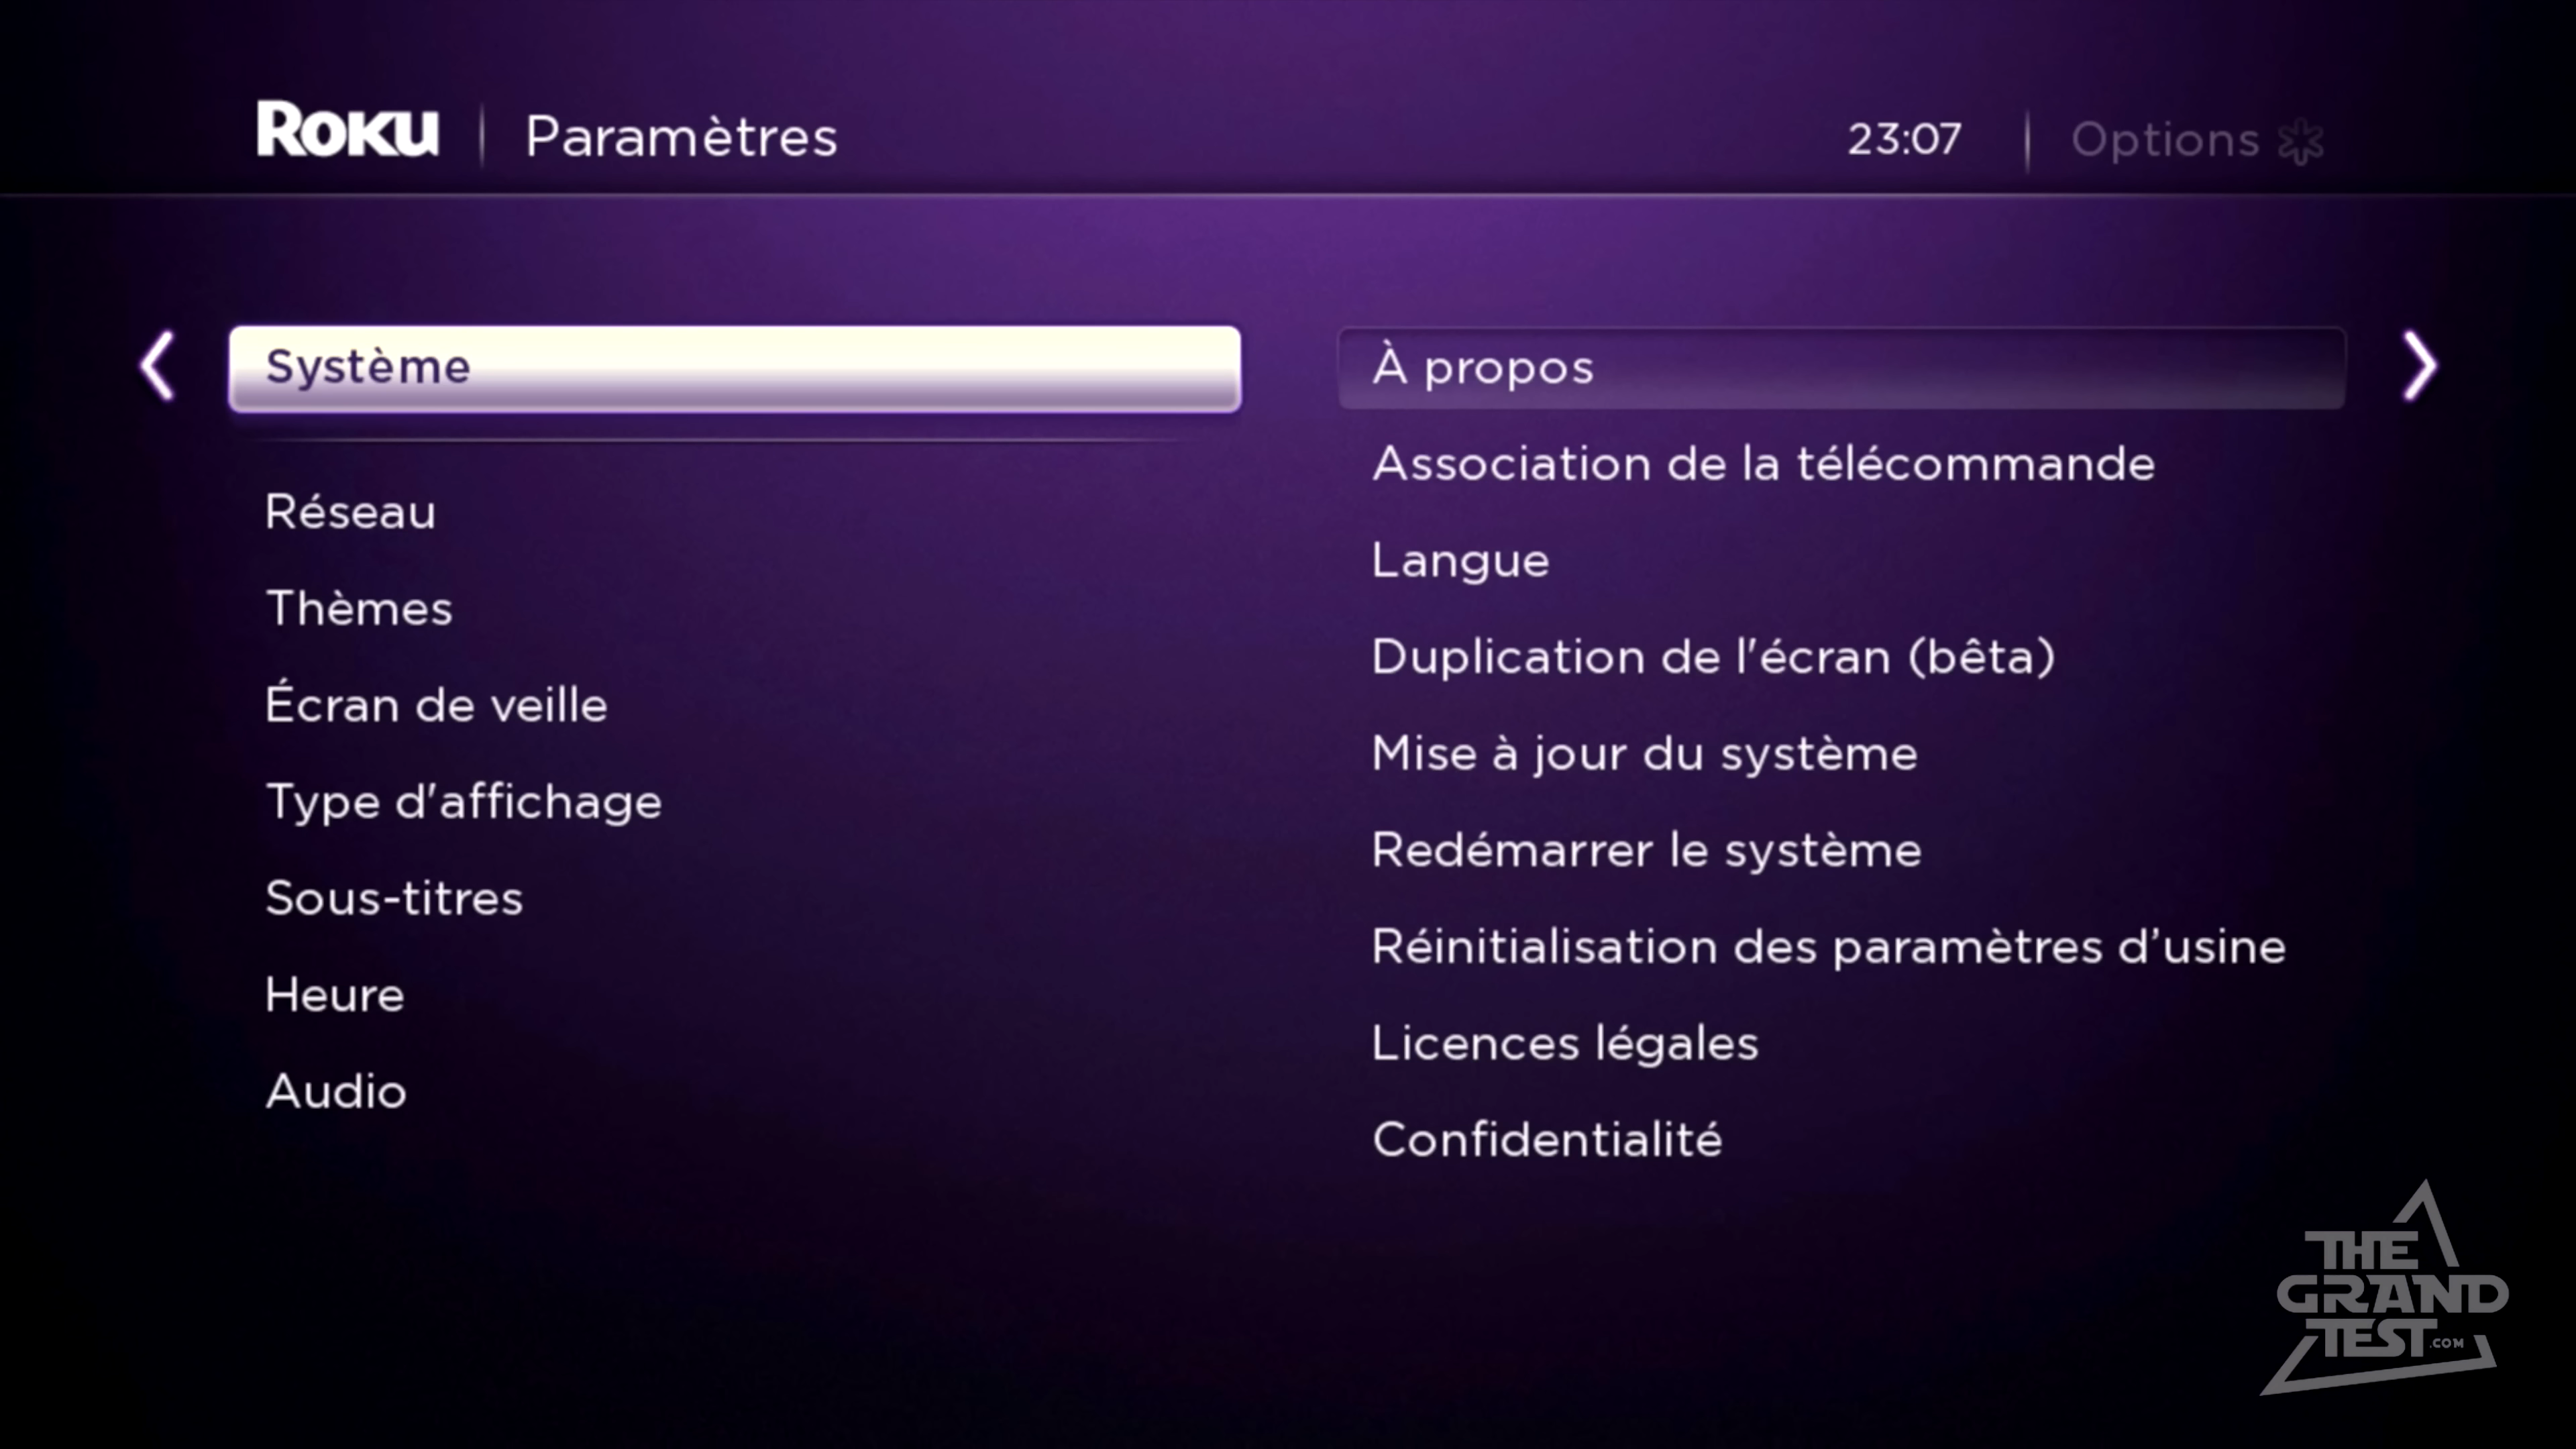 ROKU
Paramètres
23:07
Options
Système
Réseau
Thèmes
Écran de veille
Type d'affichage
Sous-titres
Heure
Audio
À propos
Association de la télécommande
Langue
Duplication de l'écran (bêta)
Mise à jour du système
Redémarrer le système
Réinitialisation des paramètres d’usine
Licences légales
Confidentialité
THE
GRAND
TEST.COM